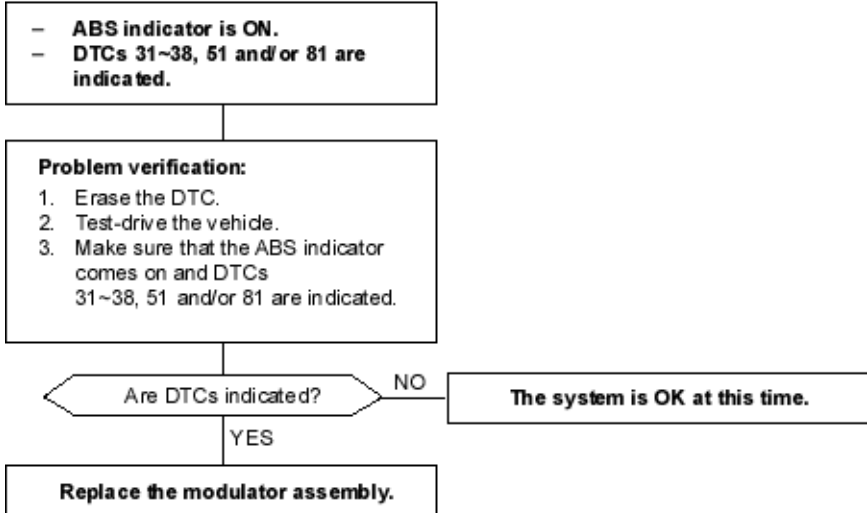 – ABS indicator is ON.
– DTCs 31~38, 51 and/or 81 are
indicated.
Problem verification:
1. Erase the DTC.
2. Test-drive the vehicle.
3. Make sure that the ABS indicator
comes on and DTCs
31~38, 51 and/or 81 are indicated.
Are DTCs indicated?
NO
The system is OK at this time.
YES
Replace the modulator assembly.